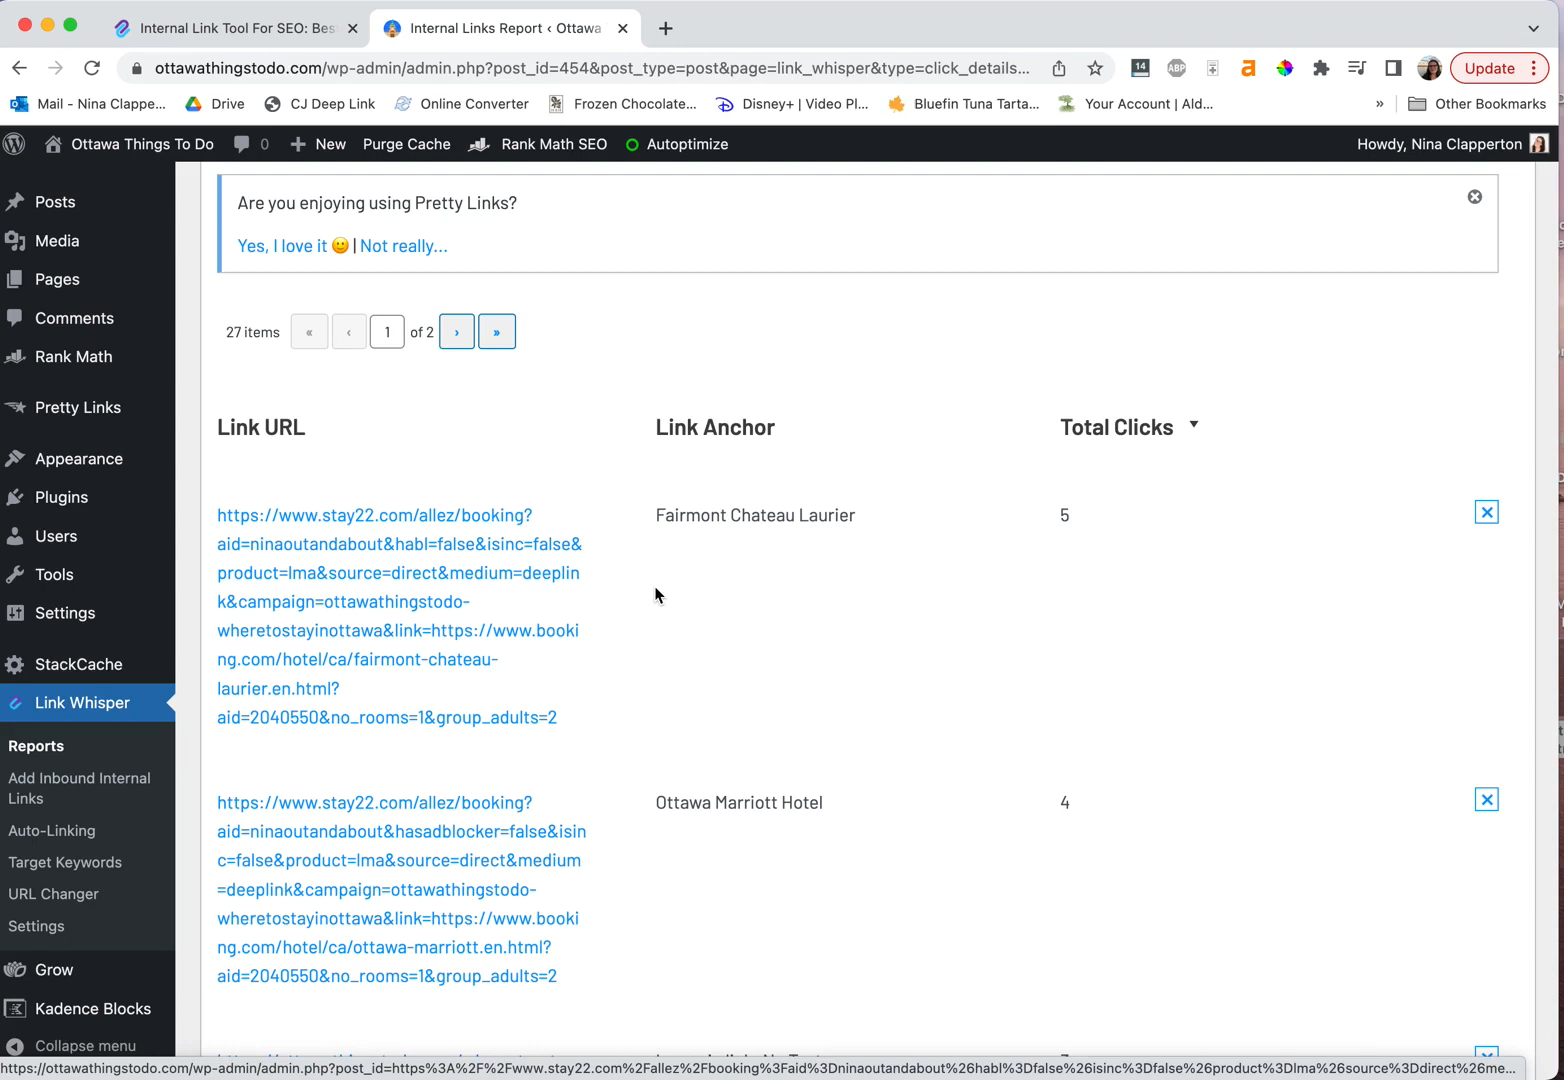 Internal Link Tool For SEO: Bes
Internal Links Report ‹ Ottawa
ottawathingstodo.com/wp-admin/admin.php?post_id=454&post_type=post&page=link_whisper&type=click_details...
14
ABP
a
Update
Mail - Nina Clappe...
Drive
CJ Deep Link
Online Converter
Frozen Chocolate...
Disney+ | Video Pl...
Bluefin Tuna Tarta...
Your Account | Ald...
»
Other Bookmarks
Ottawa Things To Do
0
New
Purge Cache
Rank Math SEO
Autoptimize
Howdy, Nina Clapperton
Posts
Media
Pages
Comments
Rank Math
Pretty Links
Appearance
Plugins
Users
Tools
Settings
StackCache
Link Whisper
Reports
Add Inbound Internal
Links
Auto-Linking
Target Keywords
URL Changer
Settings
Grow
Kadence Blocks
Collapse menu
Are you enjoying using Pretty Links?
Yes, I love it 🙂 | Not really...
27 items « ‹ 1 of 2 › »
Link URL
Link Anchor
Total Clicks
https://www.stay22.com/allez/booking?
aid=ninaoutandabout&habl=false&isinc=false&
product=lma&source=direct&medium=deeplin
k&campaign=ottawathingstodo-
wheretostayinottawa&link=https://www.booki
ng.com/hotel/ca/fairmont-chateau-
laurier.en.html?
aid=2040550&no_rooms=1&group_adults=2
Fairmont Chateau Laurier
5
https://www.stay22.com/allez/booking?
aid=ninaoutandabout&hasadblocker=false&isin
c=false&product=lma&source=direct&medium
=deeplink&campaign=ottawathingstodo-
wheretostayinottawa&link=https://www.booki
ng.com/hotel/ca/ottawa-marriott.en.html?
aid=2040550&no_rooms=1&group_adults=2
Ottawa Marriott Hotel
4
https://ottawathingstodo.com/wp-admin/admin.php?post_id=https%3A%2F%2Fwww.stay22.com%2Fallez%2Fbooking%3Faid%3Dninaoutandabout%26habl%3Dfalse%26isinc%3Dfalse%26product%3Dlma%26source%3Ddirect%26me...